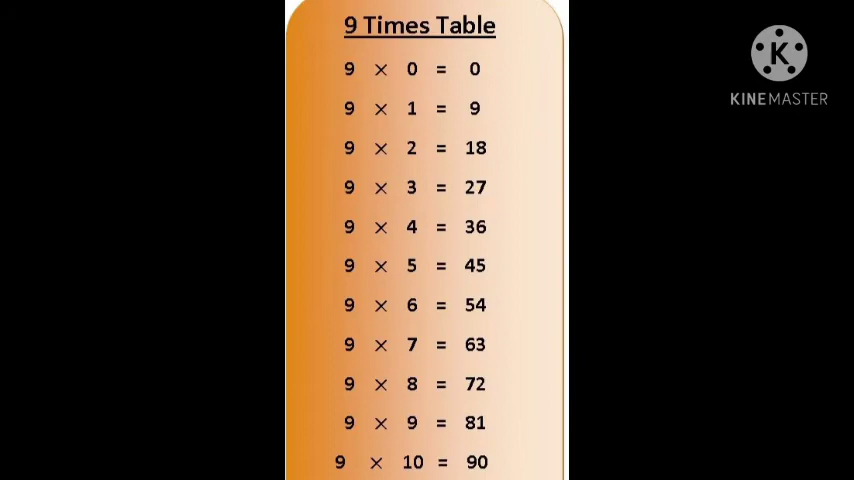 9 Times Table
9 × 0 = 0
9 × 1 = 9
9 × 2 = 18
9 × 3 = 27
9 × 4 = 36
9 × 5 = 45
9 × 6 = 54
9 × 7 = 63
9 × 8 = 72
9 × 9 = 81
9 × 10 = 90
K
KINEMASTER